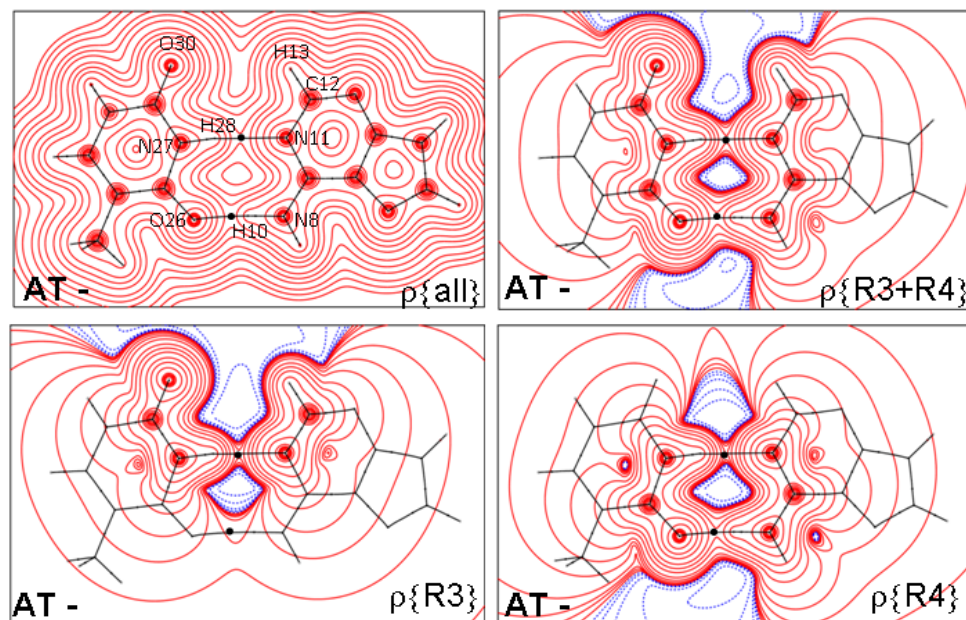 O30
H13
C12
H28
N27
N11
O26
N8
H10
AT -
ρ{all}
AT -
ρ{R3+R4}
AT -
ρ{R3}
AT -
ρ{R4}